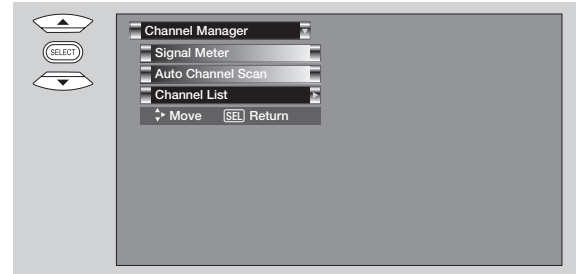 SELECT
Channel Manager
Signal Meter
Auto Channel Scan
Channel List
Move SEL Return